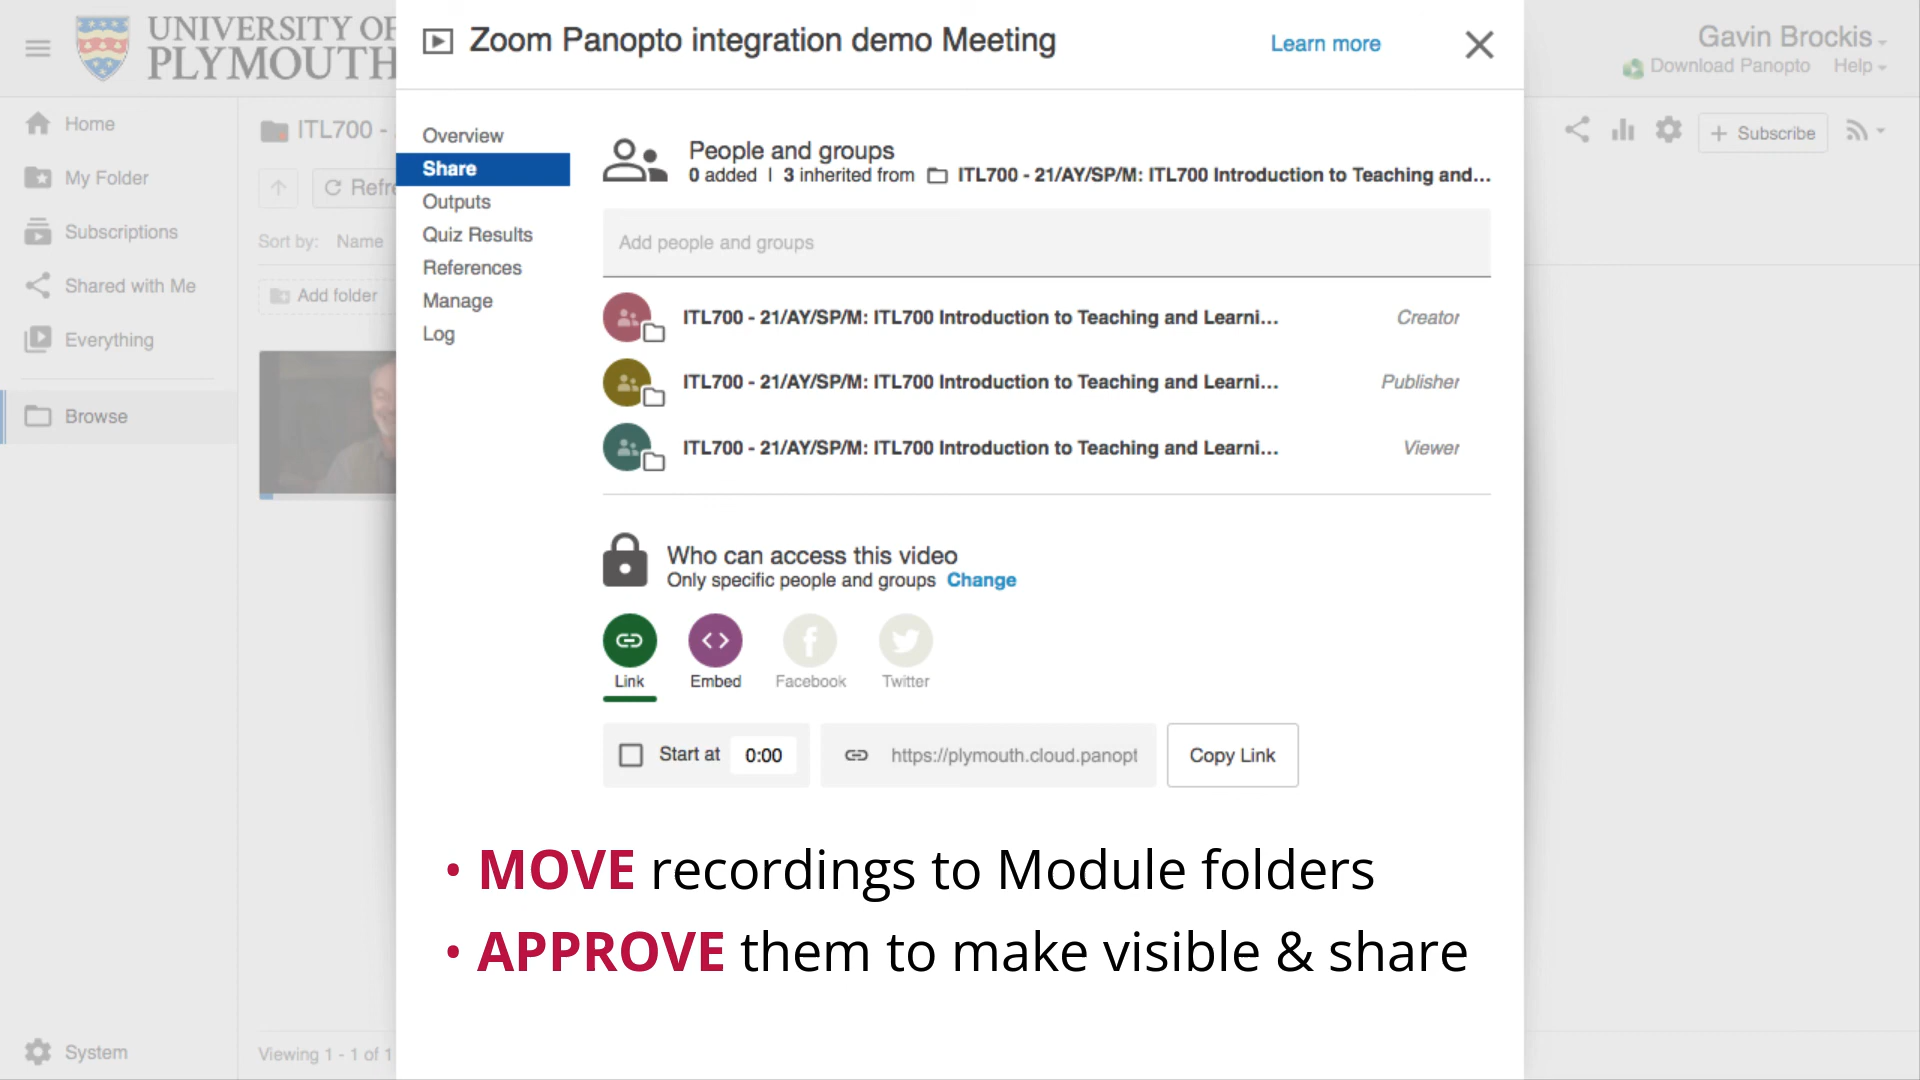 UNIVERSITY OF
PLYMOUTH
Zoom Panopto integration demo Meeting
Learn more
Gavin Brockis
Download Panopto
Help
Home
My Folder
Subscriptions
Shared with Me
Everything
Browse
System
ITL700 -
Refre
Sort by: Name
Add folder
Viewing 1 - 1 of 1
Subscribe
Overview
Share
Outputs
Quiz Results
References
Manage
Log
People and groups
0 added | 3 inherited from ITL700 - 21/AY/SP/M: ITL700 Introduction to Teaching and...
Add people and groups
ITL700 - 21/AY/SP/M: ITL700 Introduction to Teaching and Learni... Creator
ITL700 - 21/AY/SP/M: ITL700 Introduction to Teaching and Learni... Publisher
ITL700 - 21/AY/SP/M: ITL700 Introduction to Teaching and Learni... Viewer
Who can access this video
Only specific people and groups Change
Link Embed Facebook Twitter
Start at 0:00 https://plymouth.cloud.panopt Copy Link
• MOVE recordings to Module folders
• APPROVE them to make visible & share